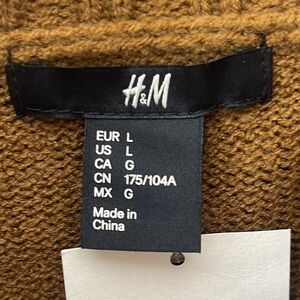 H&M
EUR L
US L
CA G
CN 175/104A
MX G
Made in
China